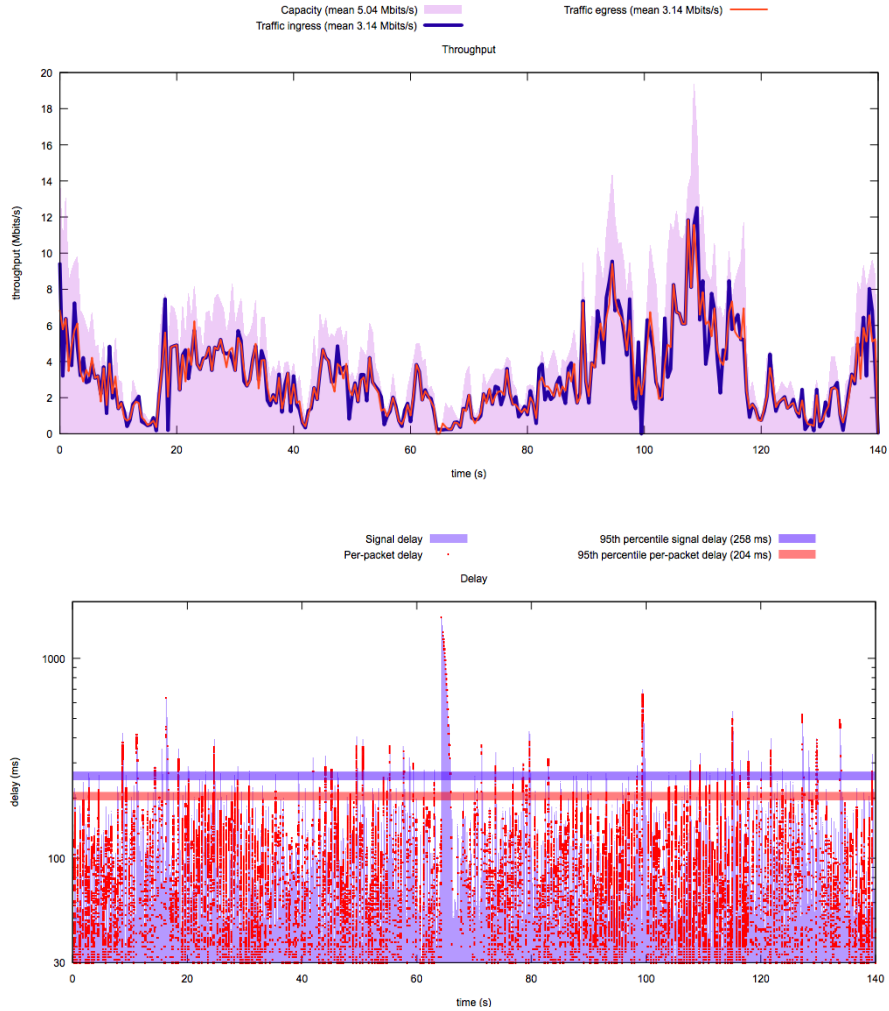 Capacity (mean 5.04 Mbits/s)
Traffic egress (mean 3.14 Mbits/s)
Traffic ingress (mean 3.14 Mbits/s)
Throughput
20
18
16
14
12
10
8
6
4
2
0
throughput (Mbits/s)
0 20 40 60 80 100 120 140
time (s)
Signal delay
95th percentile signal delay (258 ms)
Per-packet delay
95th percentile per-packet delay (204 ms)
Delay
1000
100
30
delay (ms)
0 20 40 60 80 100 120 140
time (s)